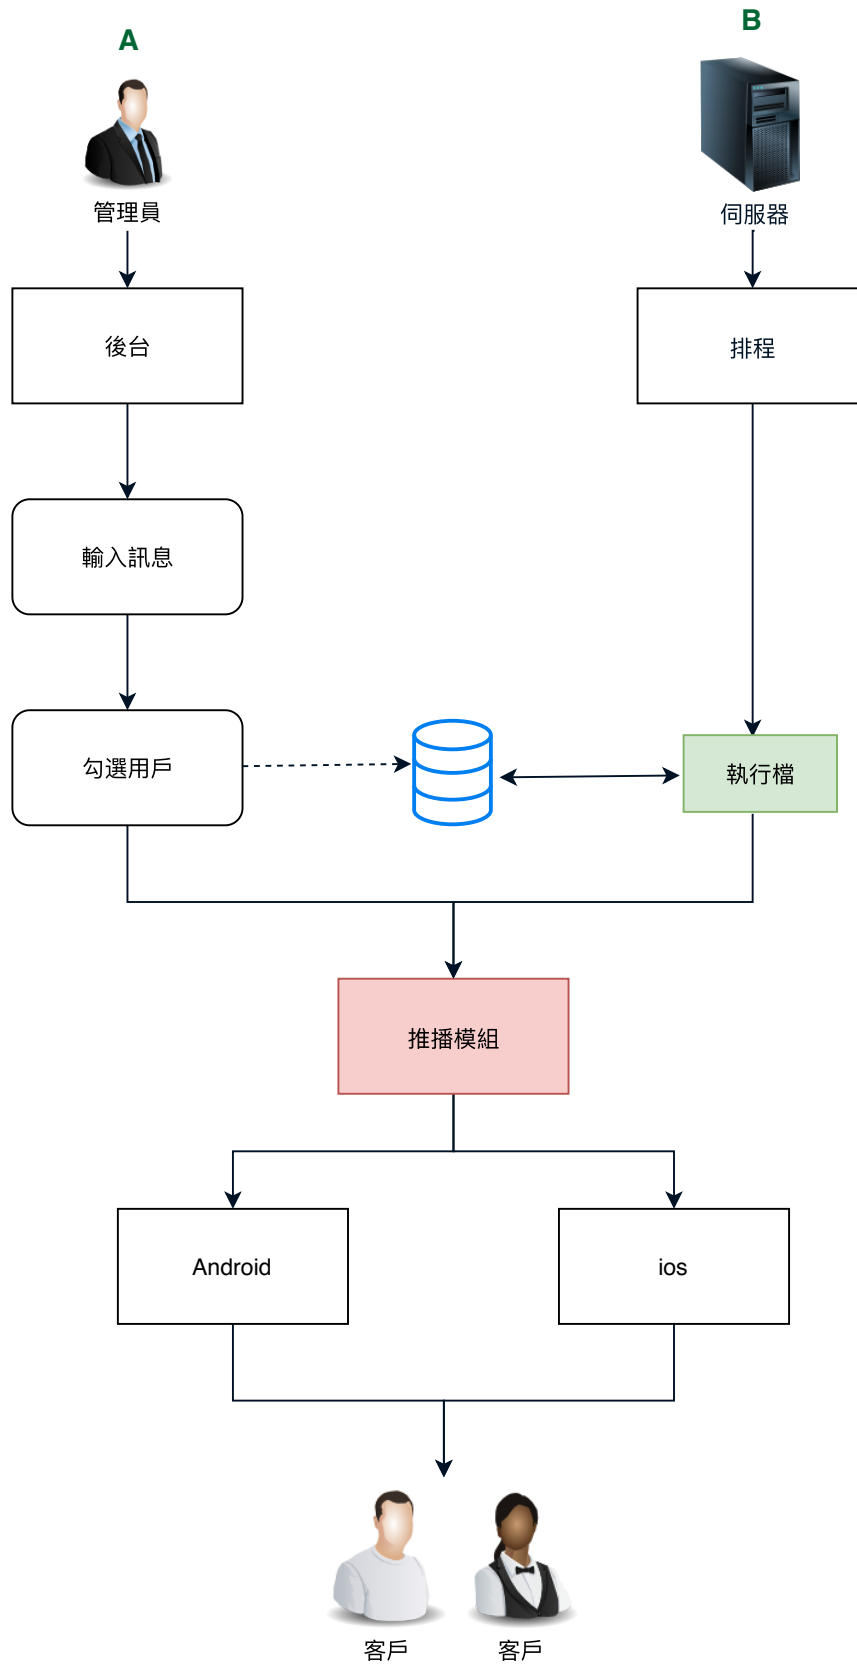 A
B
管理員
伺服器
後台
排程
輸入訊息
勾選用戶
執行檔
推播模組
Android
ios
客戶
客戶